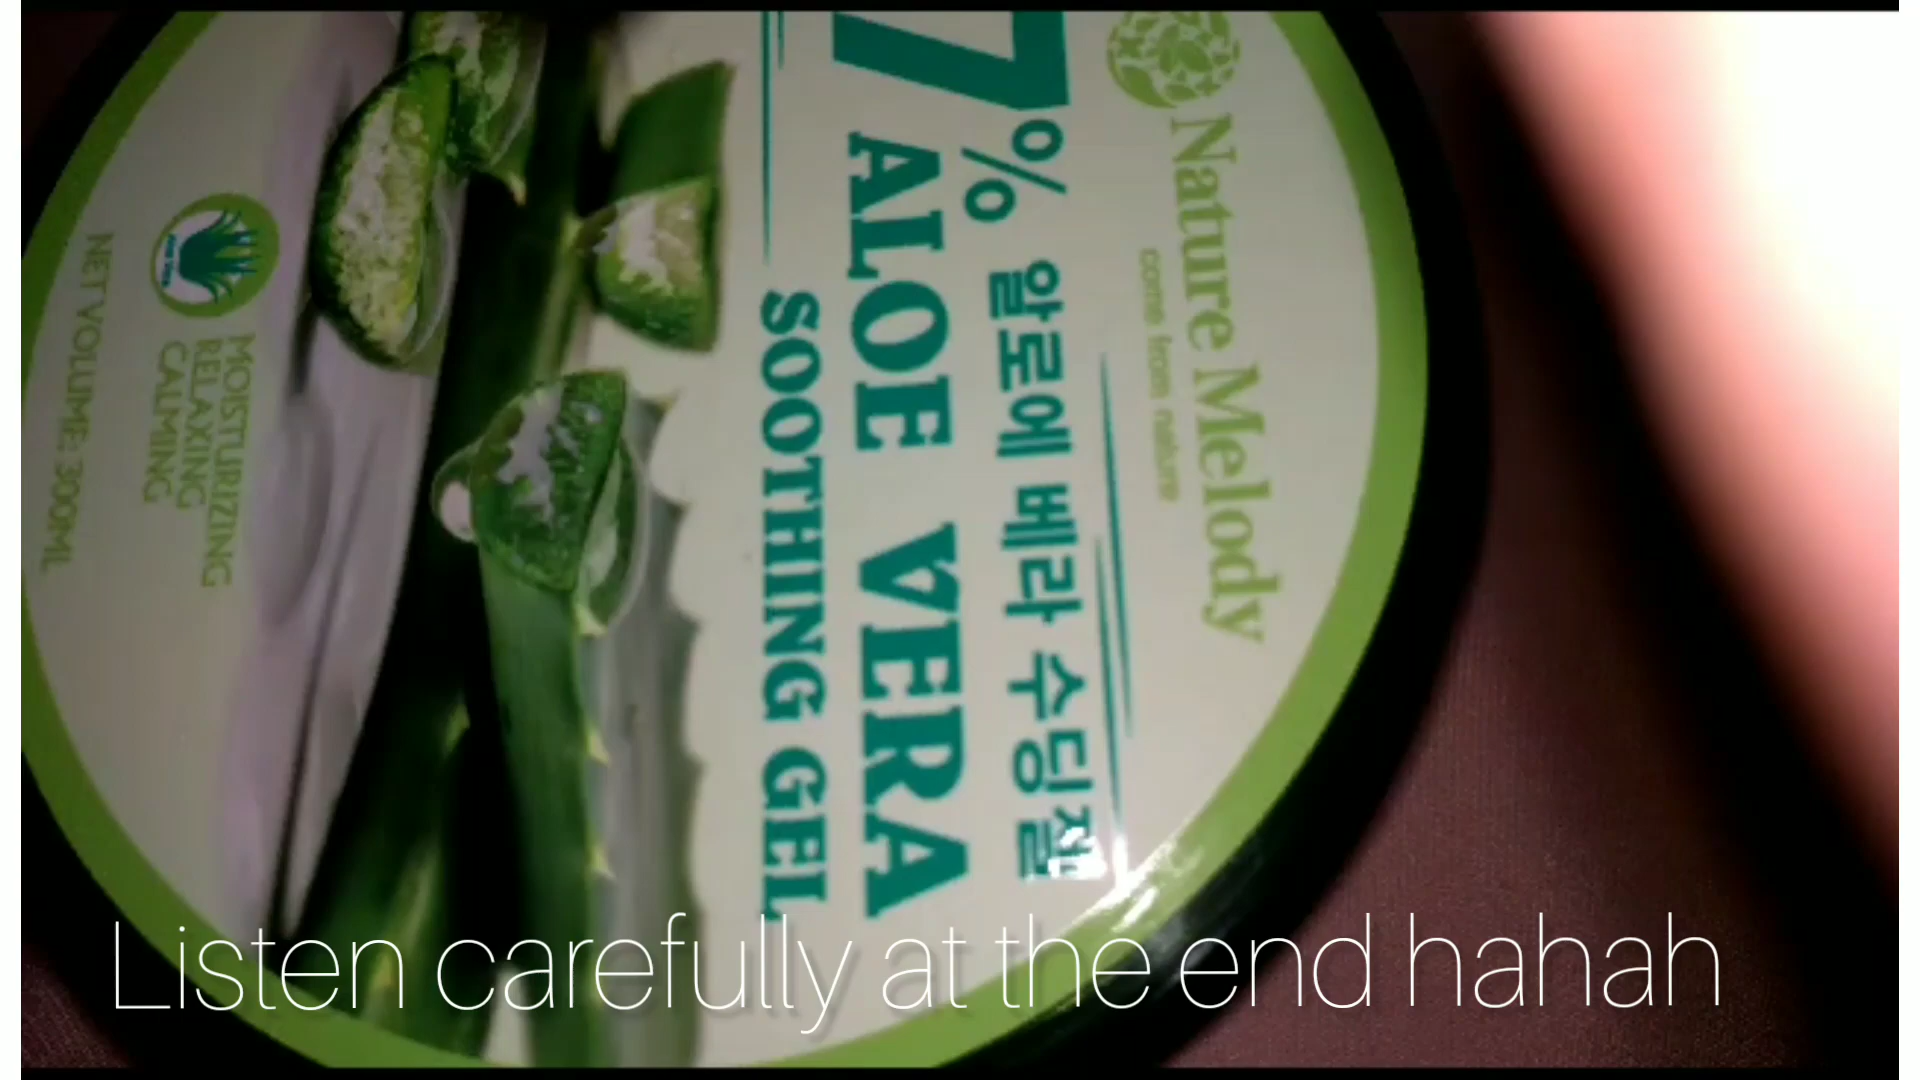 Nature Melody
come from nature
7% 알로에 베라 수딩젤
ALOE VERA
SOOTHING GEL
MOISTURIZING
RELAXING
CALMING
NET VOLUME: 300ML
Listen carefully at the end hahah